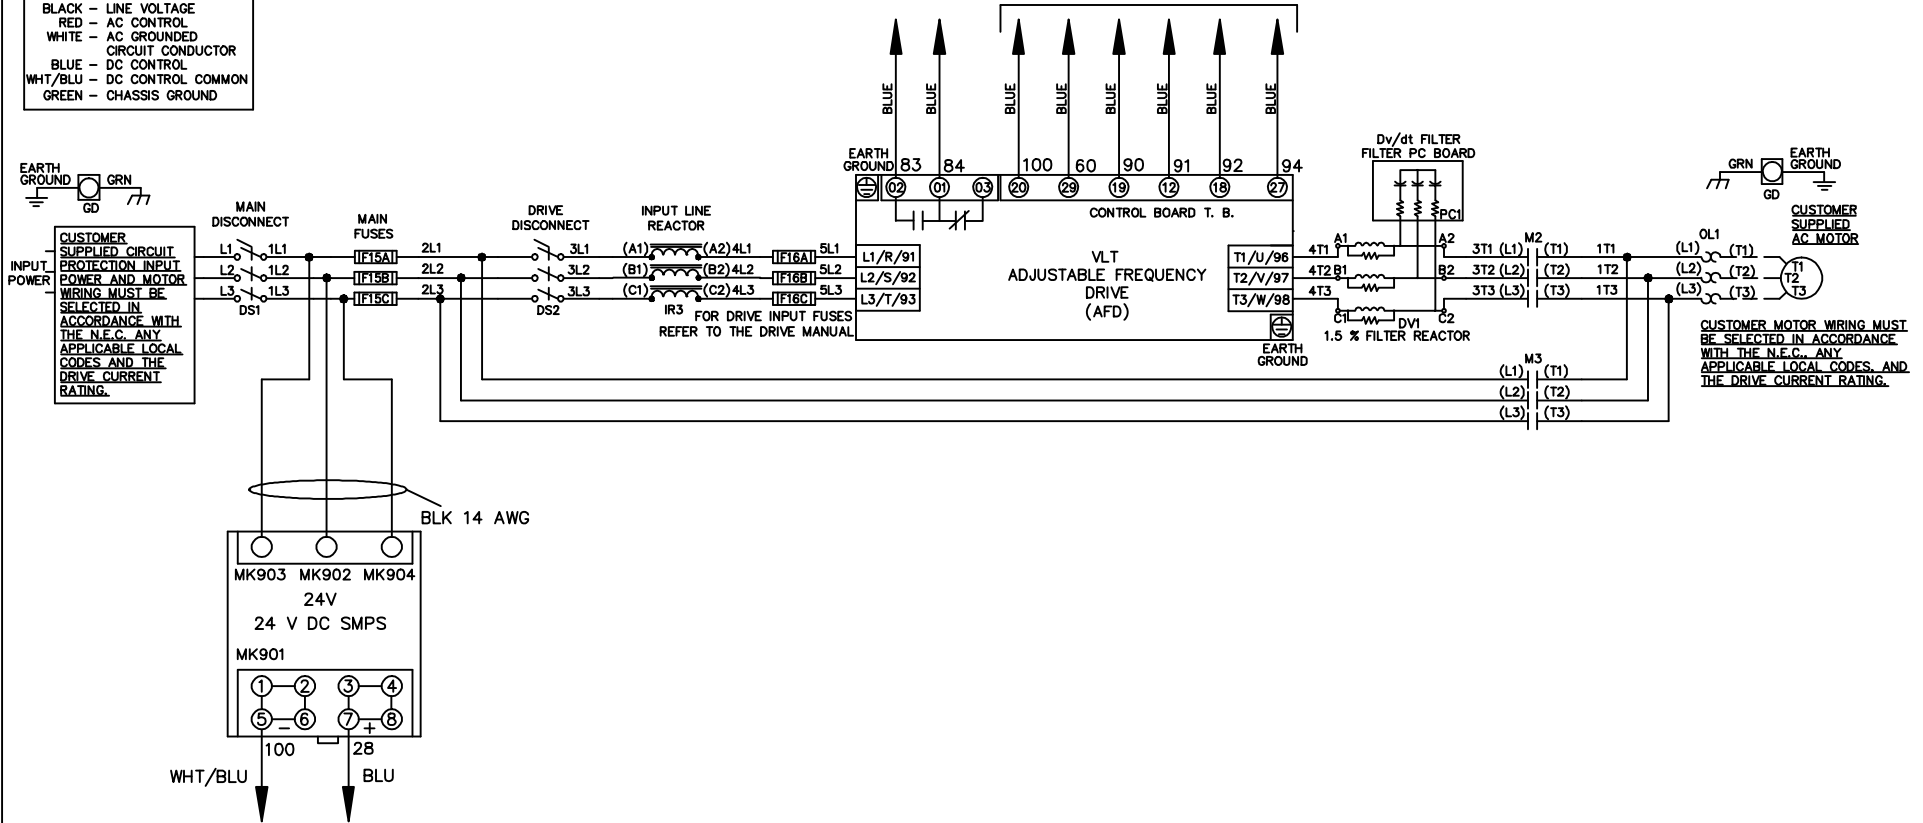 BLACK – LINE VOLTAGE
RED – AC CONTROL
WHITE – AC GROUNDED
CIRCUIT CONDUCTOR
BLUE – DC CONTROL
WHT/BLU – DC CONTROL COMMON
GREEN – CHASSIS GROUND
BLUE
BLUE
BLUE
BLUE
BLUE
BLUE
BLUE
BLUE
EARTH
GROUND
83
84
100
60
90
91
92
94
02
01
03
20
29
19
12
18
27
CONTROL BOARD T. B.
Dv/dt FILTER
FILTER PC BOARD
PC1
EARTH
GROUND
GRN
GD
GRN
EARTH
GROUND
GD
CUSTOMER
SUPPLIED
AC MOTOR
INPUT
POWER
CUSTOMER
SUPPLIED CIRCUIT
PROTECTION INPUT
POWER AND MOTOR
WIRING MUST BE
SELECTED IN
ACCORDANCE WITH
THE N.E.C. ANY
APPLICABLE LOCAL
CODES AND THE
DRIVE CURRENT
RATING.
MAIN
DISCONNECT
L1 1L1
L2 1L2
L3 1L3
DS1
MAIN
FUSES
F15A
F15B
F15C
2L1
2L2
2L3
DRIVE
DISCONNECT
3L1
3L2
3L3
DS2
INPUT LINE
REACTOR
(A1) (A2) 4L1
(B1) (B2) 4L2
(C1) (C2) 4L3
IR3
F16A 5L1
F16B 5L2
F16C 5L3
FOR DRIVE INPUT FUSES
REFER TO THE DRIVE MANUAL
L1/R/91
L2/S/92
L3/T/93
VLT
ADJUSTABLE FREQUENCY
DRIVE
(AFD)
T1/U/96
T2/V/97
T3/W/98
EARTH
GROUND
4T1 A1 A2
4T2 B1 B2
4T3 C1 C2
DV1
1.5 % FILTER REACTOR
M2
3T1 (L1) (T1) 1T1
3T2 (L2) (T2) 1T2
3T3 (L3) (T3) 1T3
OL1
(L1) (T1)
(L2) (T2)
(L3) (T3)
T1
T2
T3
CUSTOMER MOTOR WIRING MUST
BE SELECTED IN ACCORDANCE
WITH THE N.E.C., ANY
APPLICABLE LOCAL CODES, AND
THE DRIVE CURRENT RATING.
M3
(L1) (T1)
(L2) (T2)
(L3) (T3)
BLK 14 AWG
MK903 MK902 MK904
24V
24 V DC SMPS
MK901
1 2 3 4
5 – 6 7 + 8
100
28
WHT/BLU
BLU